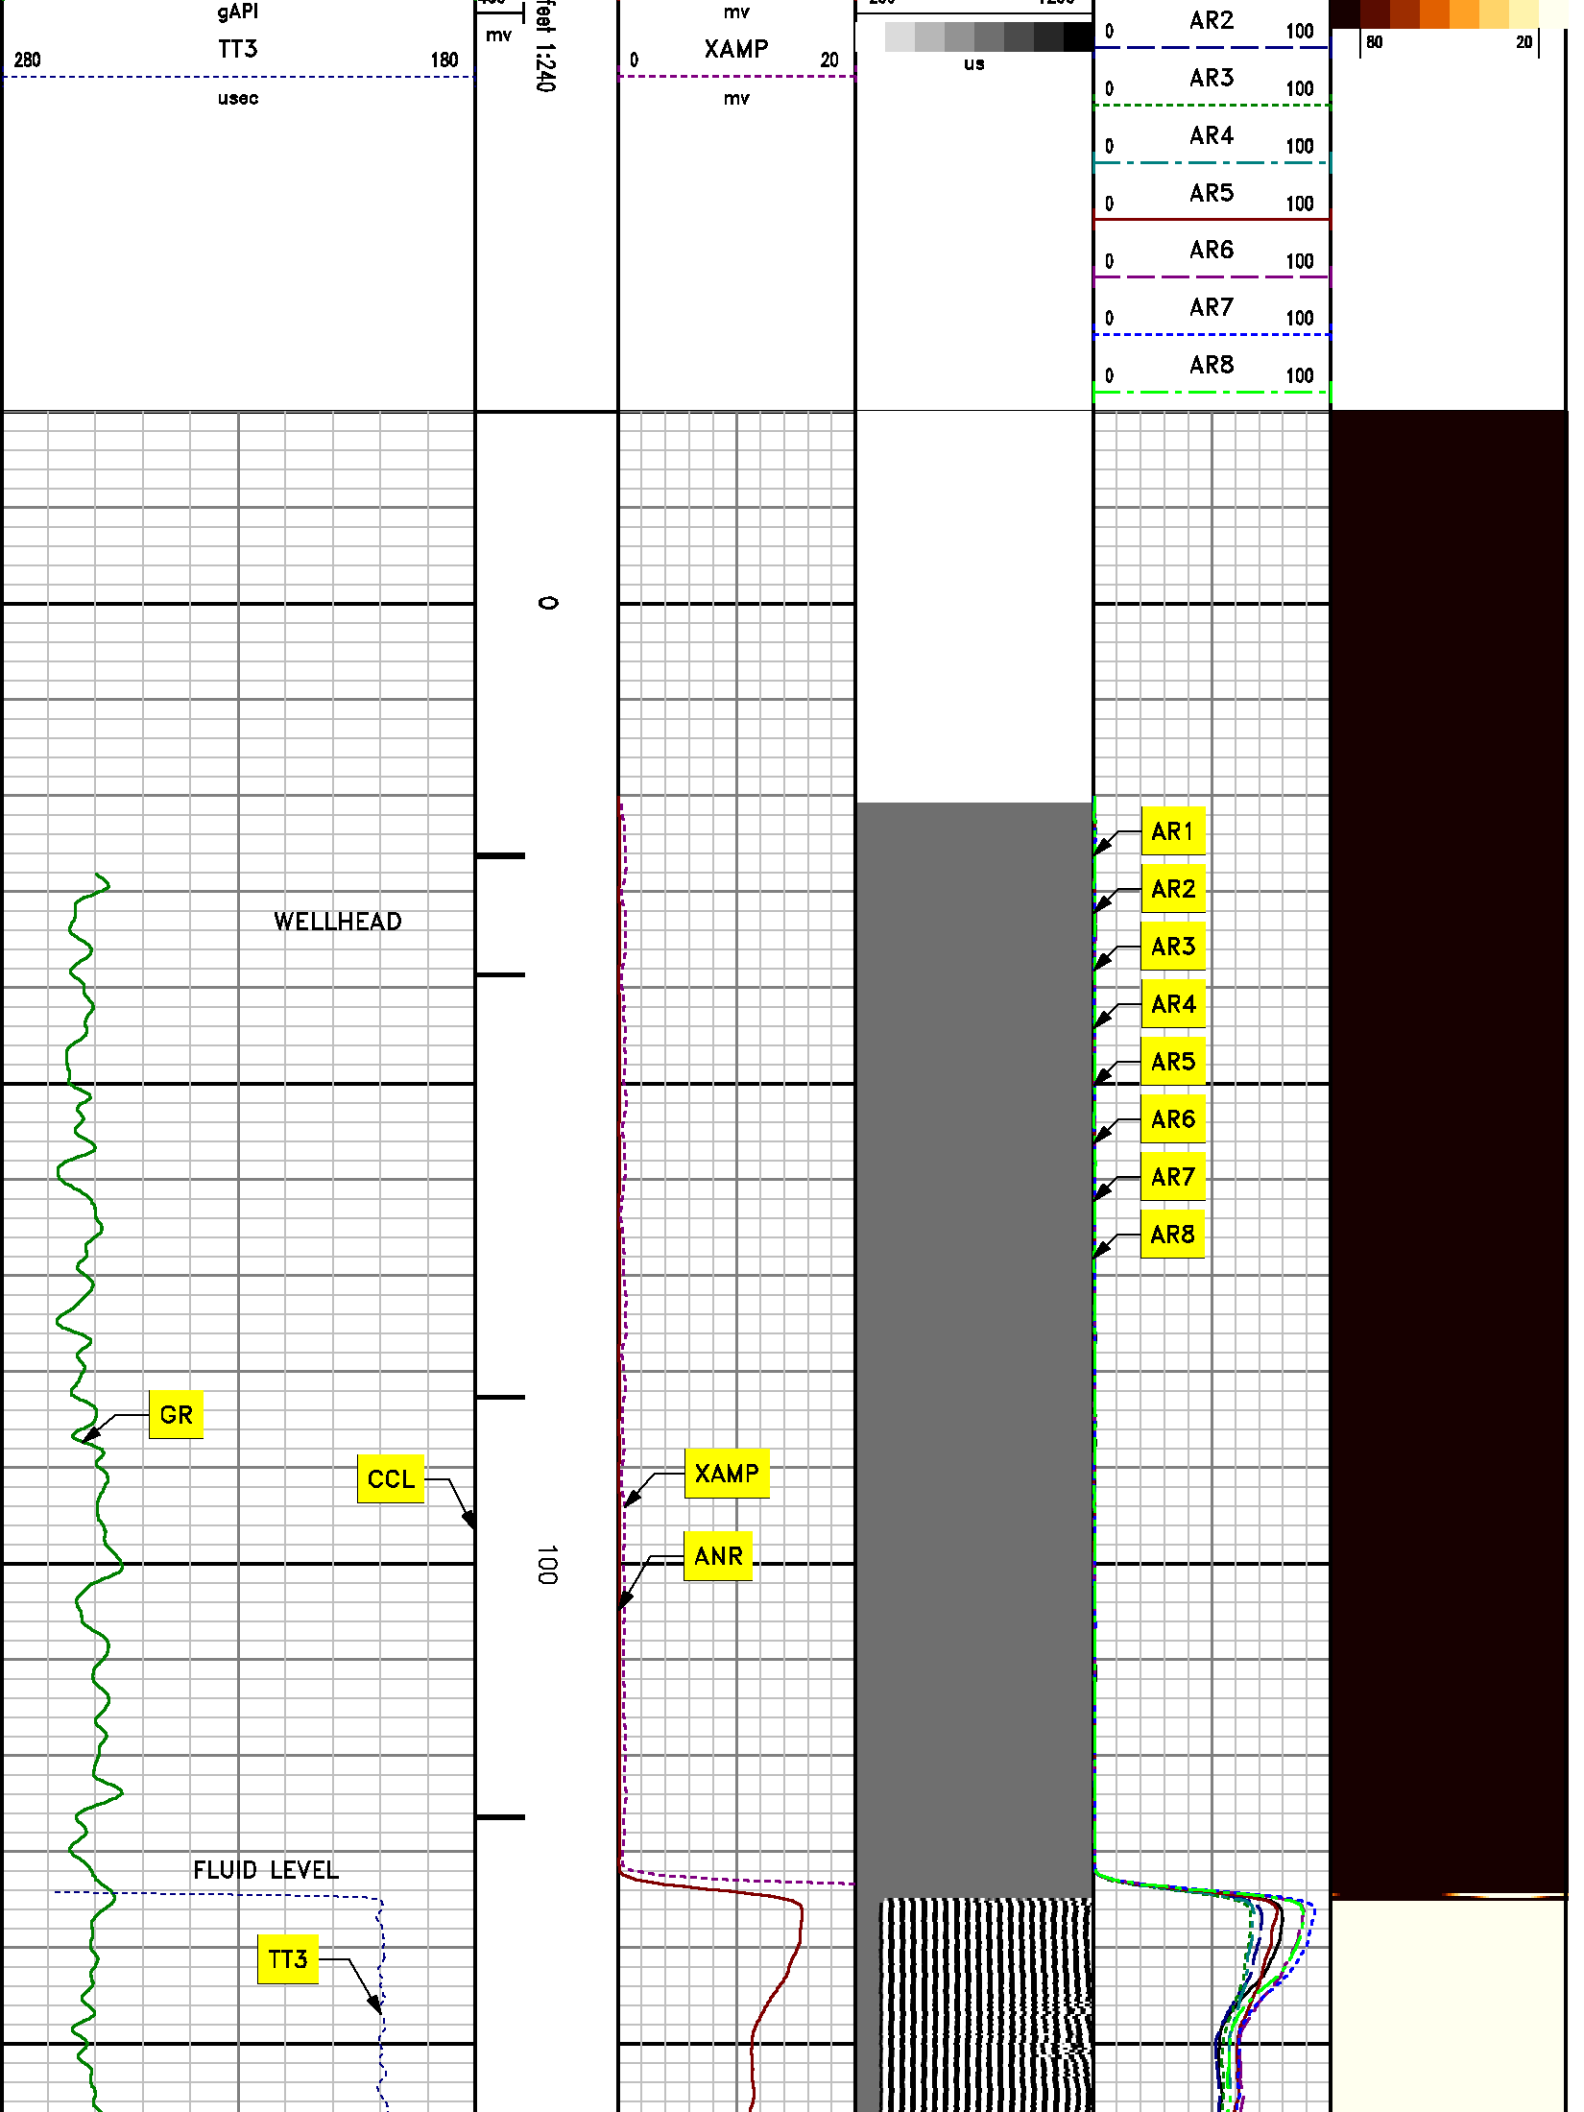 gAPI
TT3
280 180
usec
mv
feet 1:240
mv
XAMP
0 20
mv
us
AR2
0 100
AR3
0 100
AR4
0 100
AR5
0 100
AR6
0 100
AR7
0 100
AR8
0 100
80 20
0
WELLHEAD
AR1
AR2
AR3
AR4
AR5
AR6
AR7
AR8
GR
CCL
XAMP
ANR
100
FLUID LEVEL
TT3